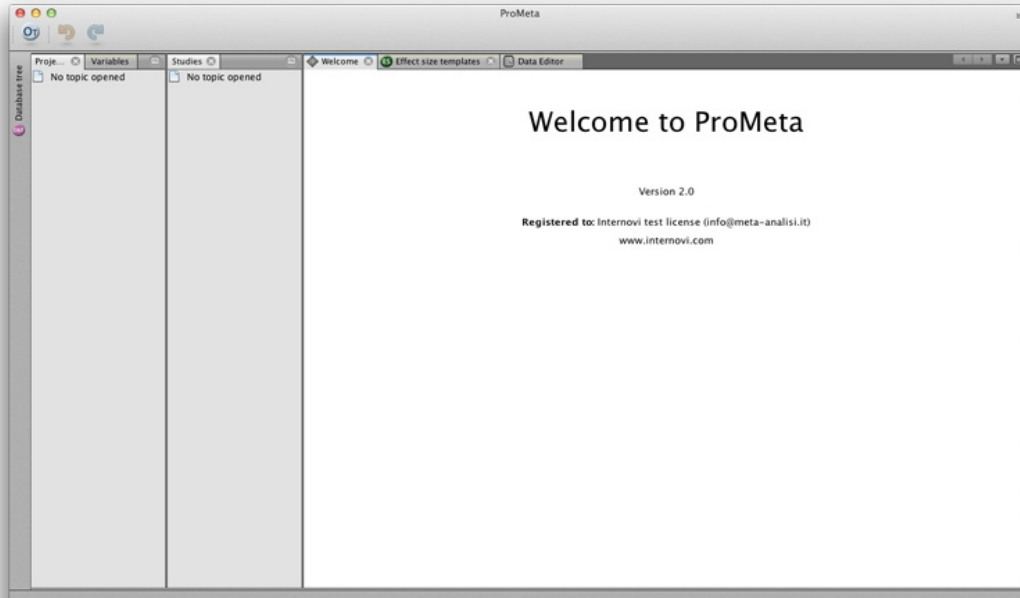 ProMeta
Proje... Variables Studies Welcome Effect size templates Data Editor
No topic opened No topic opened
Database tree
Welcome to ProMeta
Version 2.0
Registered to: Internovi test license (info@meta-analisi.it)
www.internovi.com